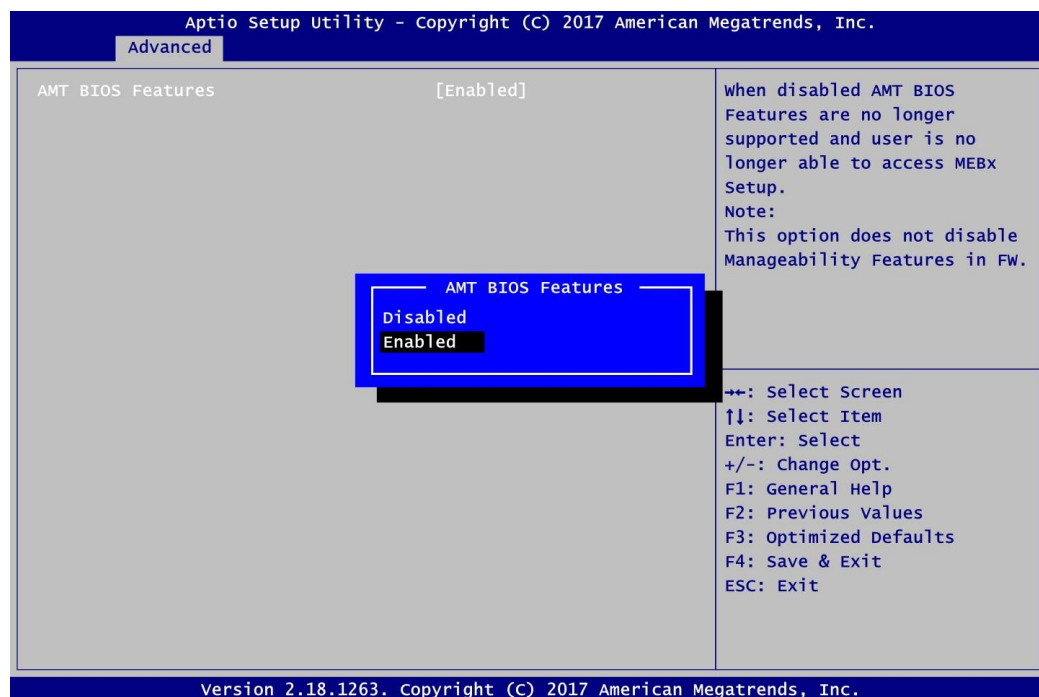 Aptio Setup Utility - Copyright (C) 2017 American Megatrends, Inc.
Advanced
AMT BIOS Features [Enabled]
When disabled AMT BIOS
Features are no longer
supported and user is no
longer able to access MEBx
Setup.
Note:
This option does not disable
Manageability Features in FW.
AMT BIOS Features
Disabled
Enabled
→←: Select Screen
↑↓: Select Item
Enter: Select
+/-: Change Opt.
F1: General Help
F2: Previous Values
F3: Optimized Defaults
F4: Save & Exit
ESC: Exit
Version 2.18.1263. Copyright (C) 2017 American Megatrends, Inc.